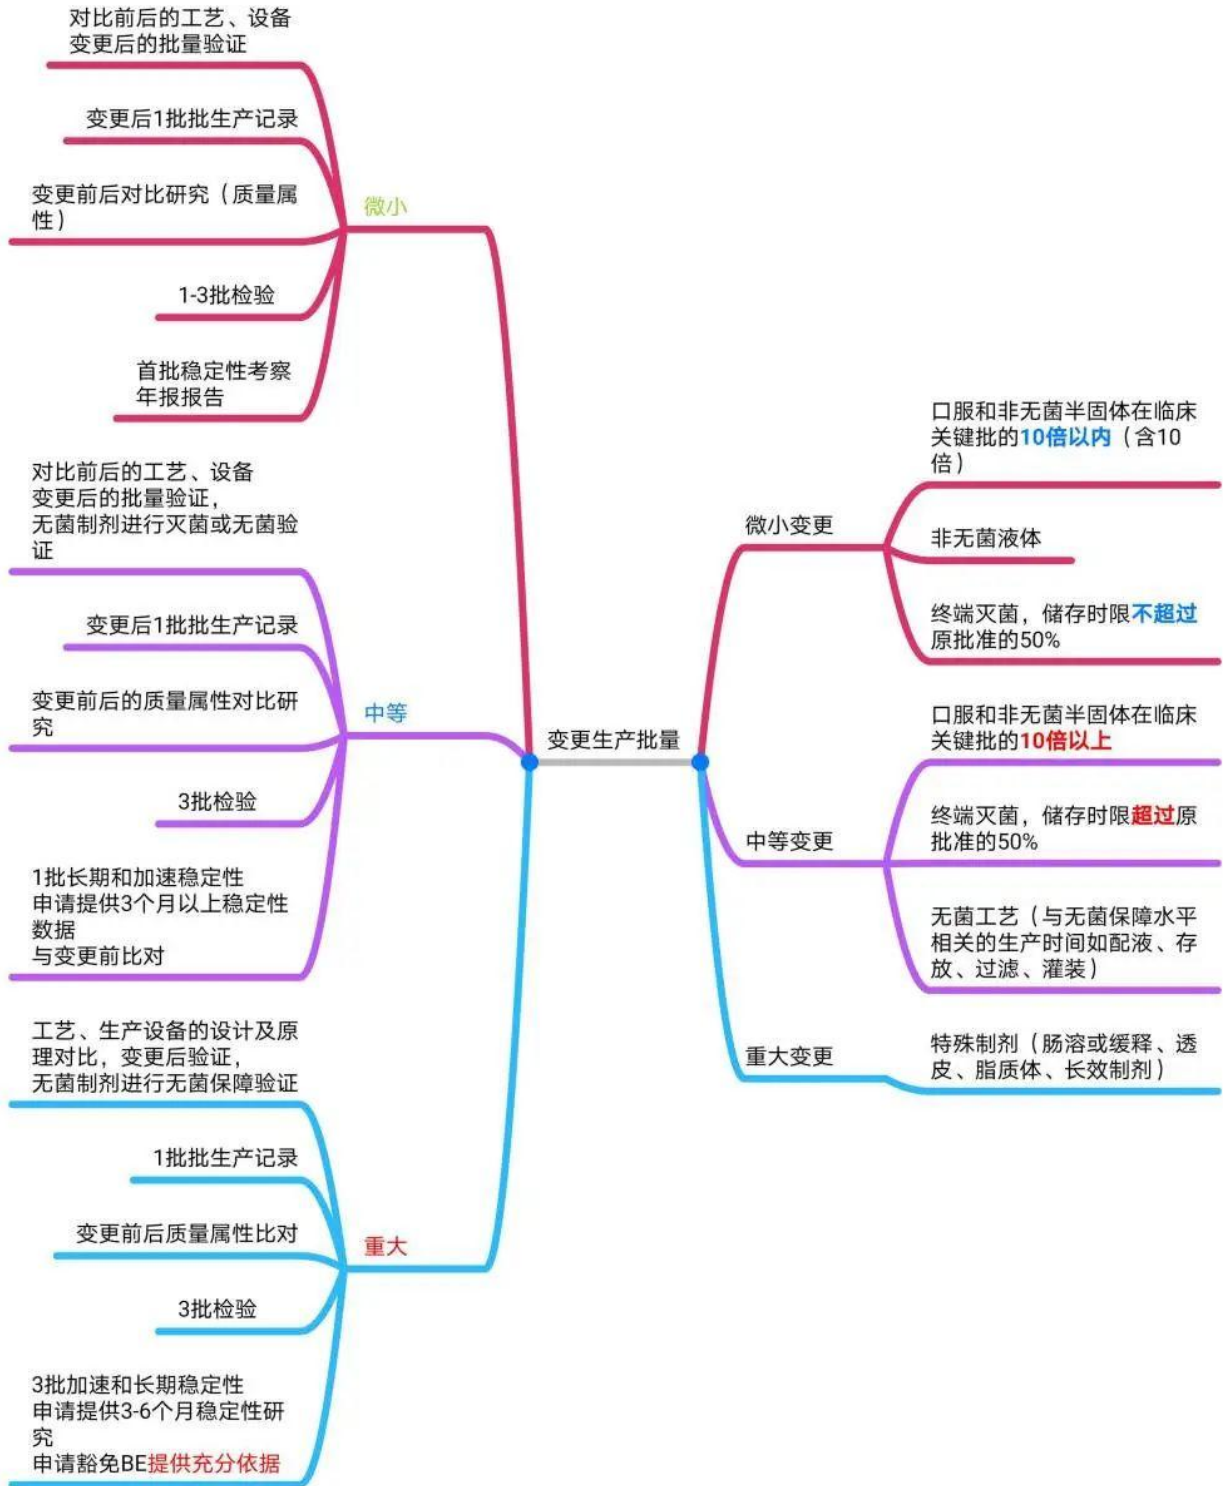 对比前后的工艺、设备
变更后的批量验证
变更后1批批生产记录
变更前后对比研究（质量属
性）
微小
1-3批检验
首批稳定性考察
年报报告
对比前后的工艺、设备
变更后的批量验证，
无菌制剂进行灭菌或无菌验
证
变更后1批批生产记录
变更前后的质量属性对比研
究
中等
3批检验
1批长期和加速稳定性
申请提供3个月以上稳定性
数据
与变更前比对
工艺、生产设备的设计及原
理对比，变更后验证，
无菌制剂进行无菌保障验证
1批批生产记录
变更前后质量属性比对
重大
3批检验
3批加速和长期稳定性
申请提供3-6个月稳定性研
究
申请豁免BE提供充分依据
变更生产批量
微小变更
口服和非无菌半固体在临床
关键批的10倍以内（含10
倍）
非无菌液体
终端灭菌，储存时限不超过
原批准的50%
中等变更
口服和非无菌半固体在临床
关键批的10倍以上
终端灭菌，储存时限超过原
批准的50%
无菌工艺（与无菌保障水平
相关的生产时间如配液、存
放、过滤、灌装）
重大变更
特殊制剂（肠溶或缓释、透
皮、脂质体、长效制剂）